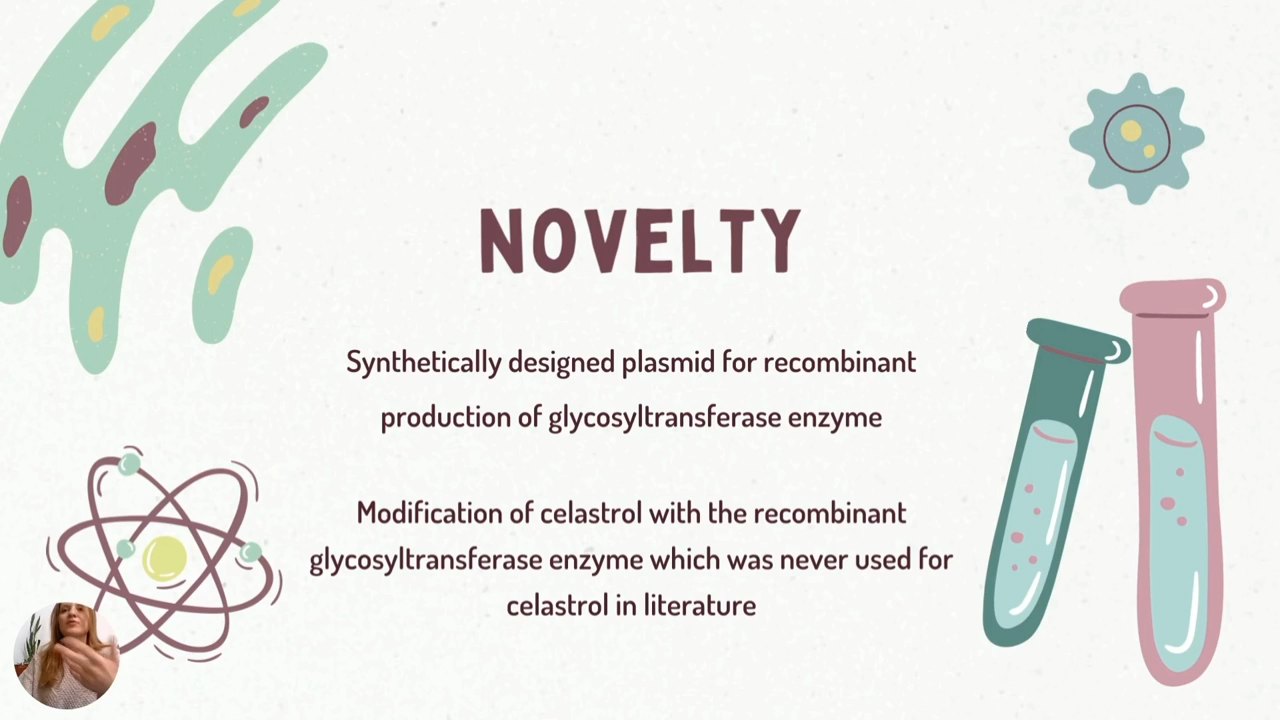 NOVELTY
Synthetically designed plasmid for recombinant
production of glycosyltransferase enzyme
Modification of celastrol with the recombinant
glycosyltransferase enzyme which was never used for
celastrol in literature